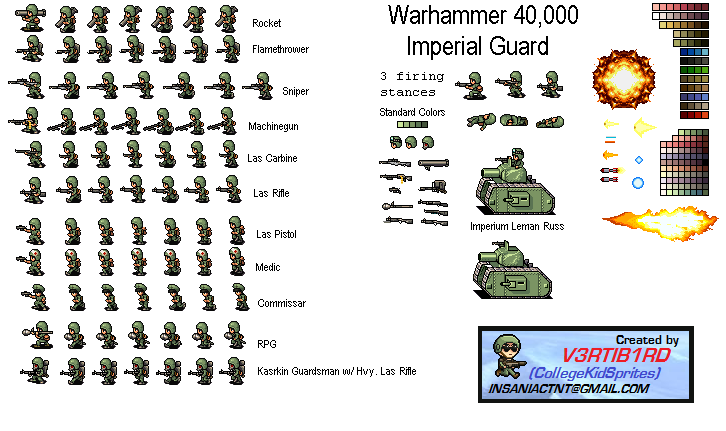 Warhammer 40,000
Imperial Guard
Rocket
Flamethrower
Sniper
Machinegun
Las Carbine
Las Rifle
Las Pistol
Medic
Commissar
RPG
Kasrkin Guardsman w/ Hvy. Las Rifle
3 firing
stances
Standard Colors
Imperium Leman Russ
Created by
V3RTIB1RD
(CollegeKidSprites)
INSANIACTNT@GMAIL.COM